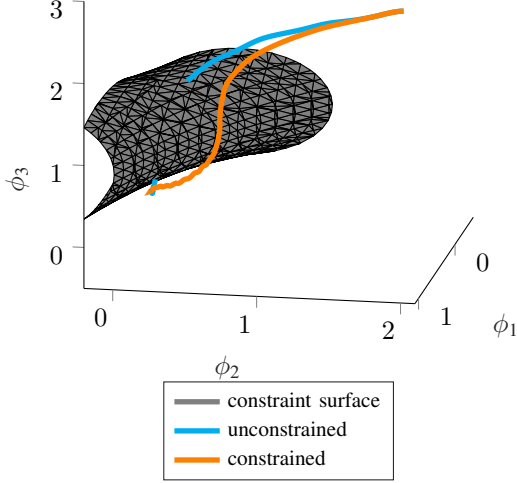 3
2
1
0
ϕ₃
0
1
2
ϕ₂
1
0
ϕ₁
constraint surface
unconstrained
constrained